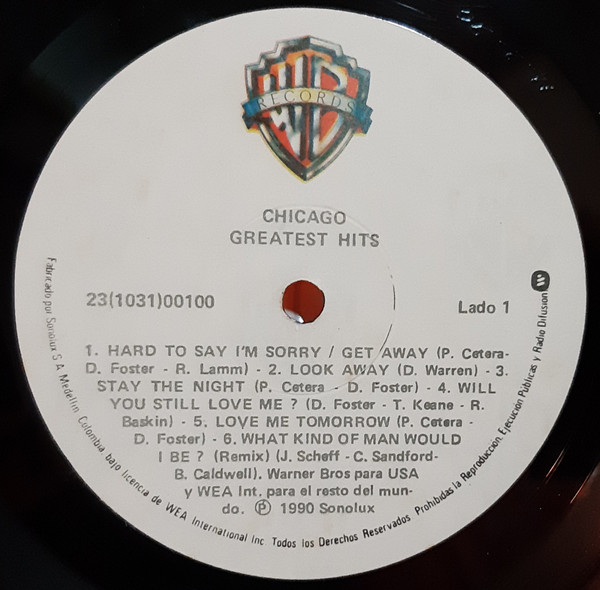 WB
RECORDS
CHICAGO
GREATEST HITS
23(1031)00100
Lado 1
1. HARD TO SAY I'M SORRY / GET AWAY (P. Cetera-
D. Foster - R. Lamm) - 2. LOOK AWAY (D. Warren) - 3.
STAY THE NIGHT (P. Cetera - D. Foster) - 4. WILL
YOU STILL LOVE ME ? (D. Foster - T. Keane - R.
Baskin) - 5. LOVE ME TOMORROW (P. Cetera -
D. Foster) - 6. WHAT KIND OF MAN WOULD
I BE ? (Remix) (J. Scheff - C. Sandford-
B. Caldwell). Warner Bros para USA
y WEA Int. para el resto del mun-
do. Ⓟ 1990 Sonolux
Fabricado por Sonolux S.A. Medellín Colombia bajo licencia de WEA International Inc Todos los Derechos Reservados Prohibidas la Reproducción, Ejecución Públicas y Radio Difusión